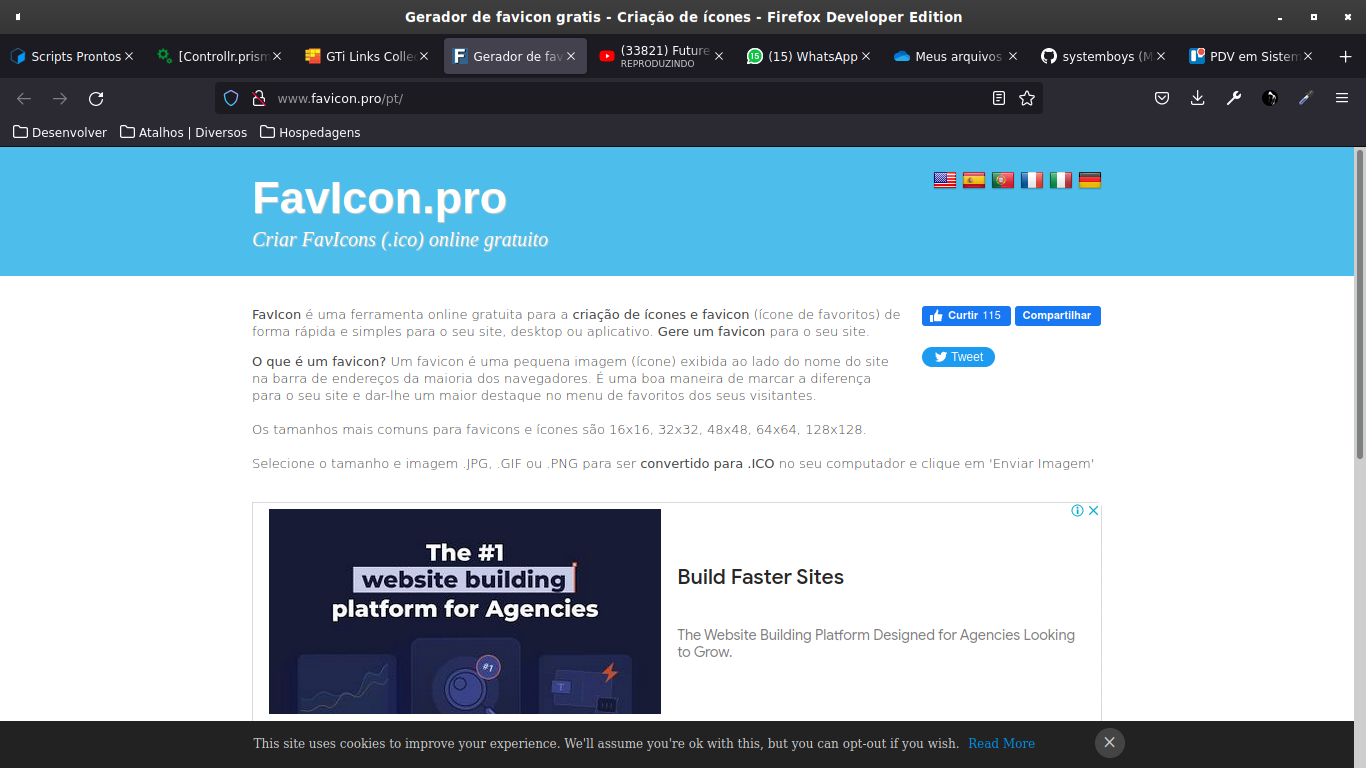 Gerador de favicon gratis - Criação de ícones - Firefox Developer Edition
Scripts Prontos
[Controllr.prism
GTi Links Collec
Gerador de fav
(33821) Future
REPRODUZINDO
(15) WhatsApp
Meus arquivos
systemboys (M
PDV em Sistem
www.favicon.pro/pt/
Desenvolver
Atalhos | Diversos
Hospedagens
FavIcon.pro
Criar FavIcons (.ico) online gratuito
FavIcon é uma ferramenta online gratuita para a criação de ícones e favicon (ícone de favoritos) de
forma rápida e simples para o seu site, desktop ou aplicativo. Gere um favicon para o seu site.
Curtir 115
Compartilhar
Tweet
O que é um favicon? Um favicon é uma pequena imagem (ícone) exibida ao lado do nome do site
na barra de endereços da maioria dos navegadores. É uma boa maneira de marcar a diferença
para o seu site e dar-lhe um maior destaque no menu de favoritos dos seus visitantes.
Os tamanhos mais comuns para favicons e ícones são 16x16, 32x32, 48x48, 64x64, 128x128.
Selecione o tamanho e imagem .JPG, .GIF ou .PNG para ser convertido para .ICO no seu computador e clique em 'Enviar Imagem'
The #1
website building
platform for Agencies
#1
T
Build Faster Sites
The Website Building Platform Designed for Agencies Looking
to Grow.
This site uses cookies to improve your experience. We'll assume you're ok with this, but you can opt-out if you wish. Read More